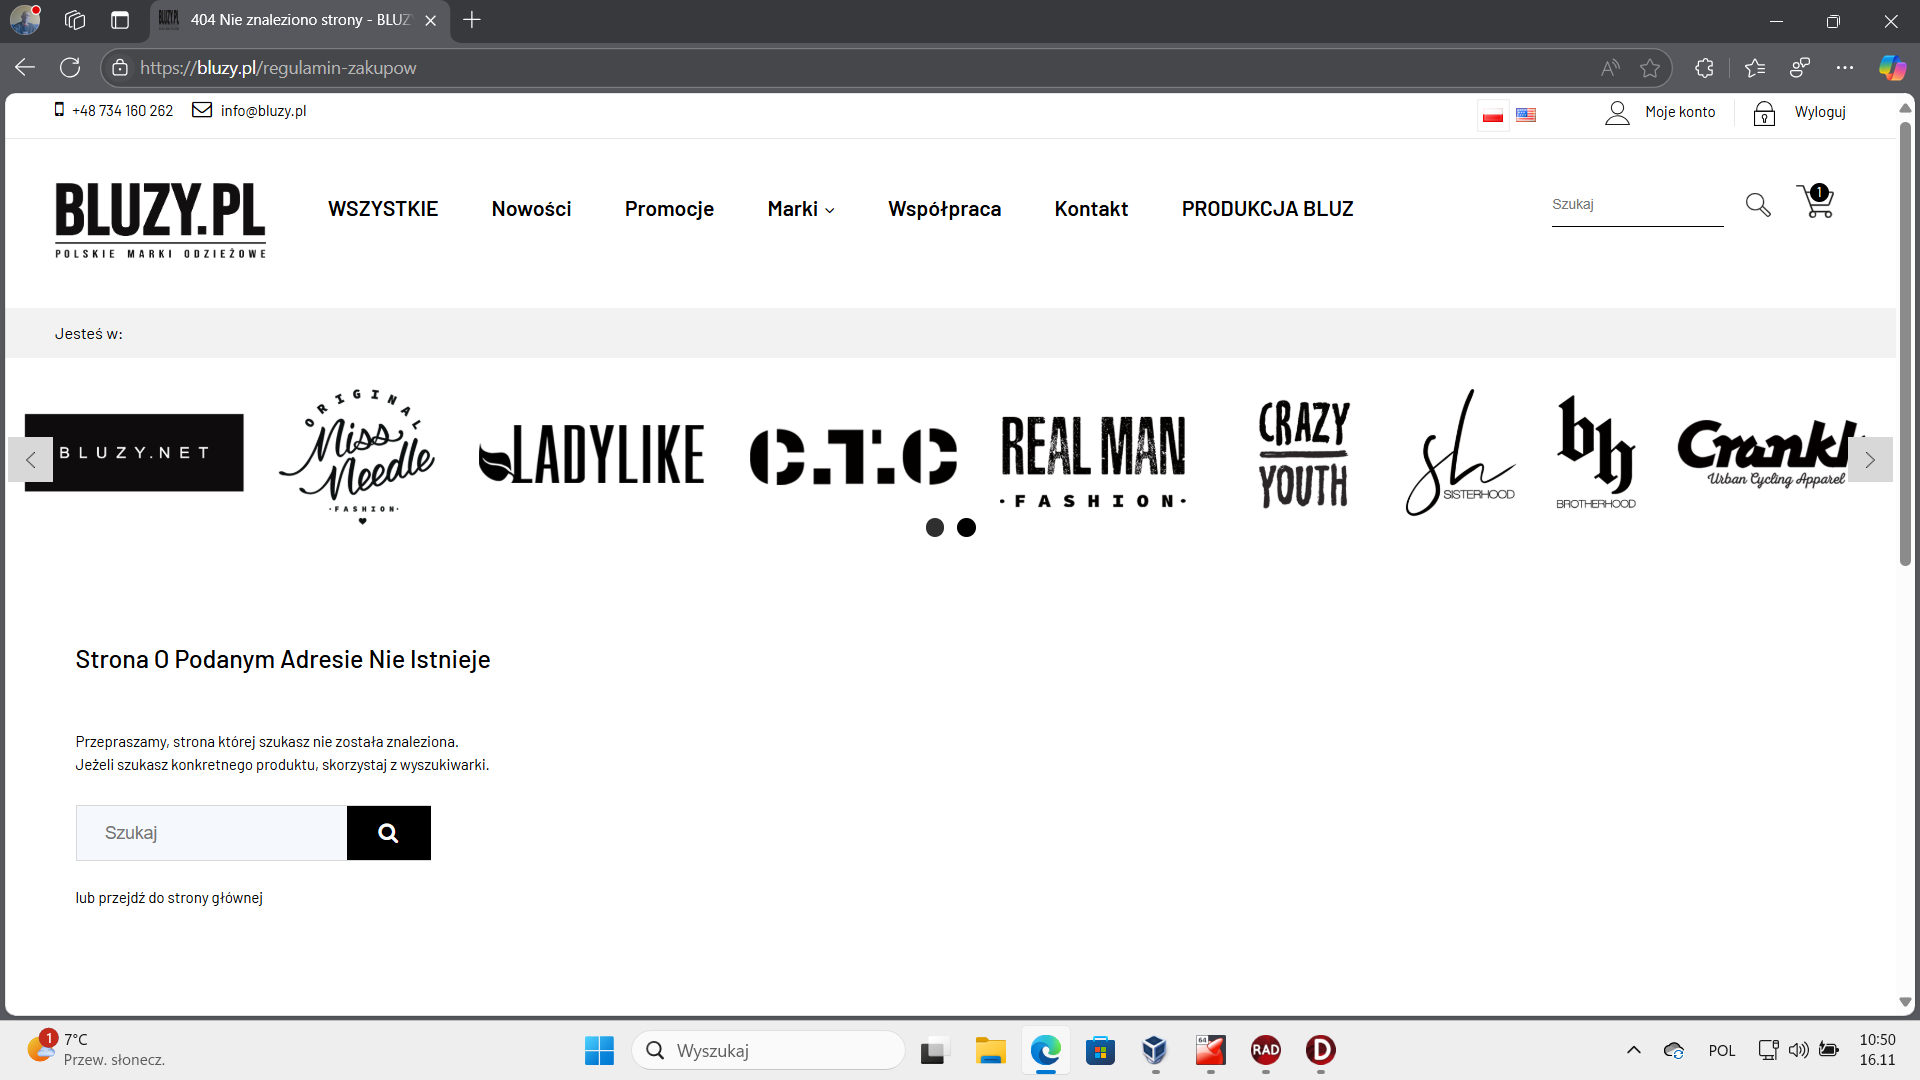 404 Nie znaleziono strony - BLUZ
https://bluzy.pl/regulamin-zakupow
+48 734 160 262 info@bluzy.pl Moje konto Wyloguj
BLUZY.PL
POLSKIE MARKI ODZIEŻOWE
WSZYSTKIE Nowości Promocje Marki Współpraca Kontakt PRODUKCJA BLUZ
Szukaj
1
Jesteś w:
BLUZY.NET
ORIGINAL
Miss
Needle
·FASHION·
LADYLIKE
C.T.C
REAL MAN
·FASHION·
CRAZY
YOUTH
sh
SISTERHOOD
bh
BROTHERHOOD
Crankh
Urban Cycling Apparel
Strona O Podanym Adresie Nie Istnieje
Przepraszamy, strona której szukasz nie została znaleziona.
Jeżeli szukasz konkretnego produktu, skorzystaj z wyszukiwarki.
Szukaj
lub przejdź do strony głównej
1
7°C
Przew. słonecz.
Wyszukaj
64
RAD
D
POL
10:50
16.11